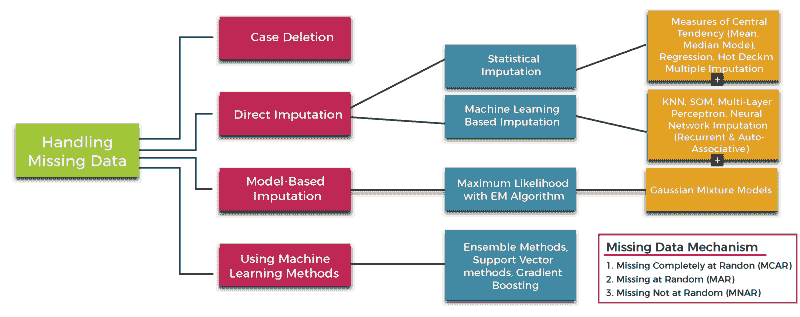 Handling
Missing Data
Case Deletion
Direct Imputation
Model-Based
Imputation
Using Machine
Learning Methods
Statistical
Imputation
Machine Learning
Based Imputation
Maximum Likelihood
with EM Algorithm
Ensemble Methods,
Support Vector
methods, Gradient
Boosting
Measures of Central
Tendency (Mean,
Median Mode),
Regression, Hot Deckm
Multiple Imputation
+
KNN, SOM, Multi-Layer
Perceptron, Neural
Network Imputation
(Recurrent & Auto-
Associative)
+
Gaussian Mixture Models
Missing Data Mechanism
1. Missing Completely at Randon (MCAR)
2. Missing at Random (MAR)
3. Missing Not at Random (MNAR)